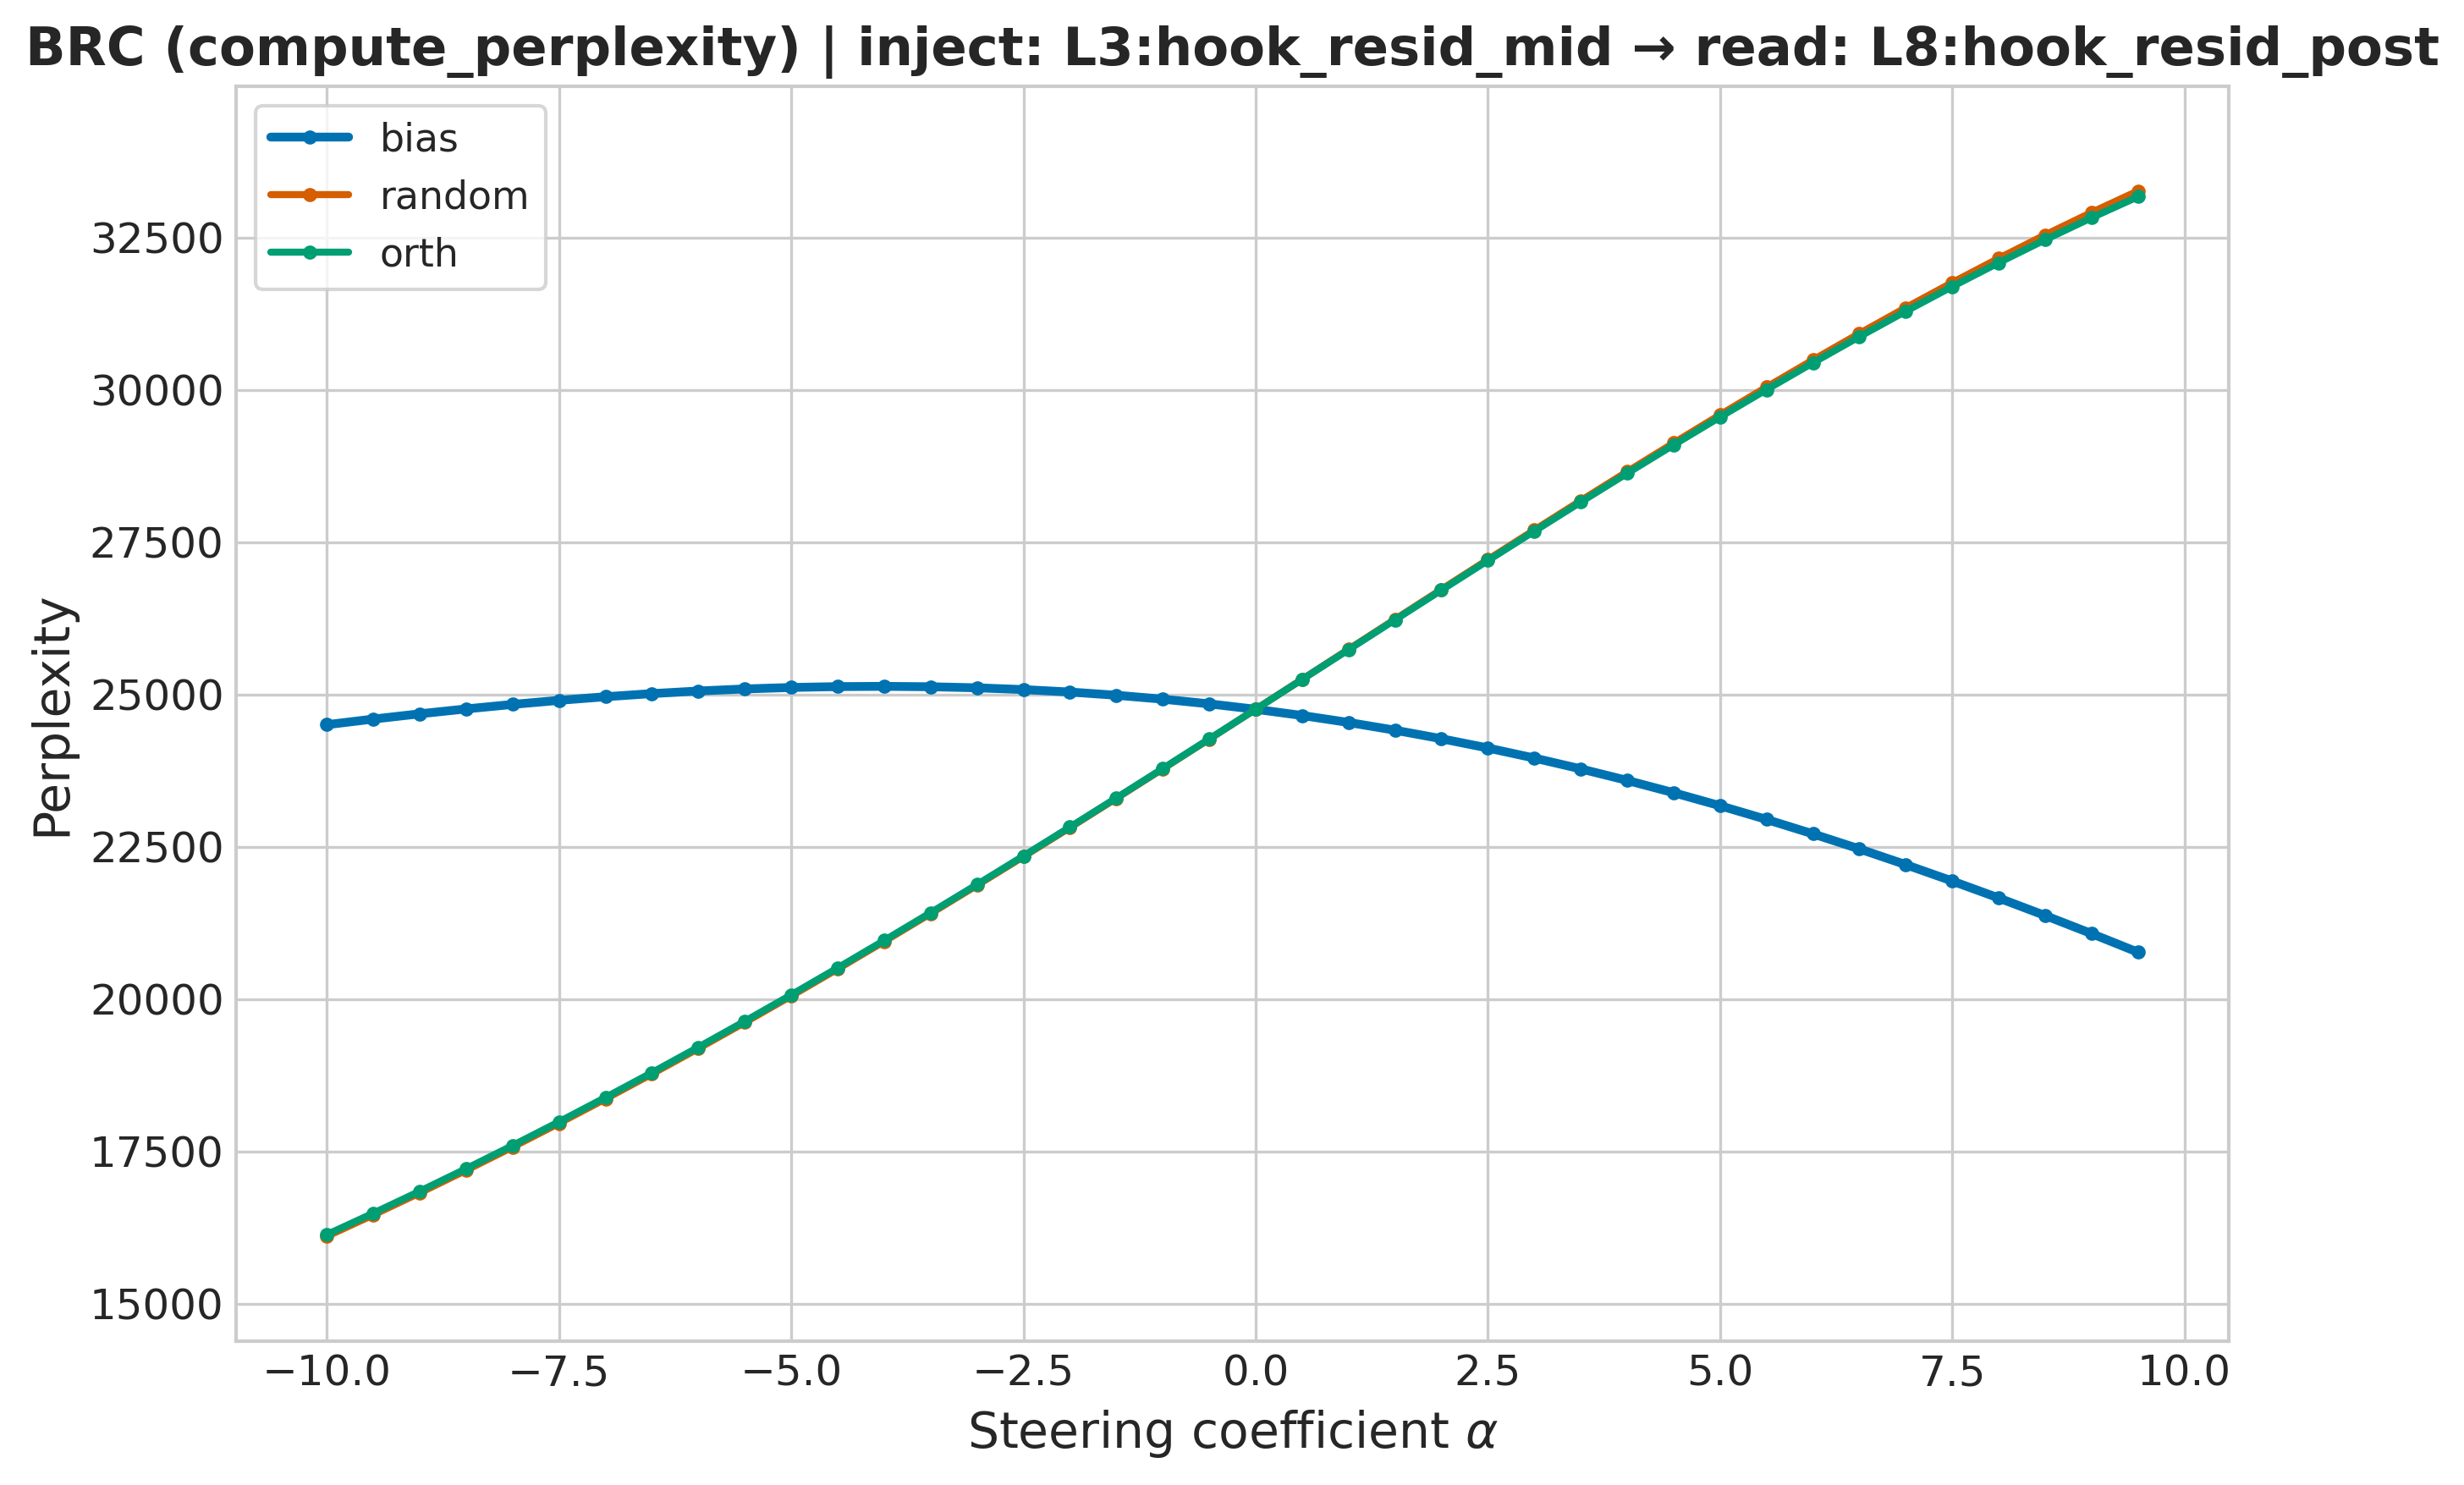 BRC (compute_perplexity) | inject: L3:hook_resid_mid → read: L8:hook_resid_post
bias
random
orth
Perplexity
32500
30000
27500
25000
22500
20000
17500
15000
−10.0 −7.5 −5.0 −2.5 0.0 2.5 5.0 7.5 10.0
Steering coefficient α